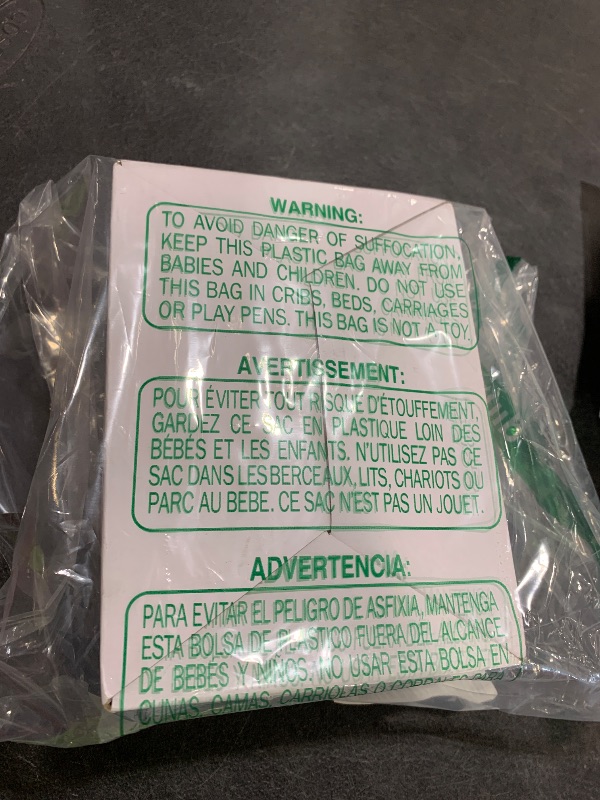 WARNING:
TO AVOID DANGER OF SUFFOCATION,
KEEP THIS PLASTIC BAG AWAY FROM
BABIES AND CHILDREN. DO NOT USE
THIS BAG IN CRIBS, BEDS, CARRIAGES
OR PLAY PENS. THIS BAG IS NOT A TOY.
AVERTISSEMENT:
POUR ÉVITER TOUT RISQUE D'ÉTOUFFEMENT,
GARDEZ CE SAC EN PLASTIQUE LOIN DES
BÉBÉS ET LES ENFANTS. N'UTILISEZ PAS CE
SAC DANS LES BERCEAUX, LITS, CHARIOTS OU
PARC AU BEBE. CE SAC N'EST PAS UN JOUET.
ADVERTENCIA:
PARA EVITAR EL PELIGRO DE ASFIXIA, MANTENGA
ESTA BOLSA DE PLASTICO FUERA DEL ALCANCE
DE BEBÉS Y NIÑOS. NO USAR ESTA BOLSA EN
CUNAS, CAMAS, CARRIOLAS O CORRALES PARA